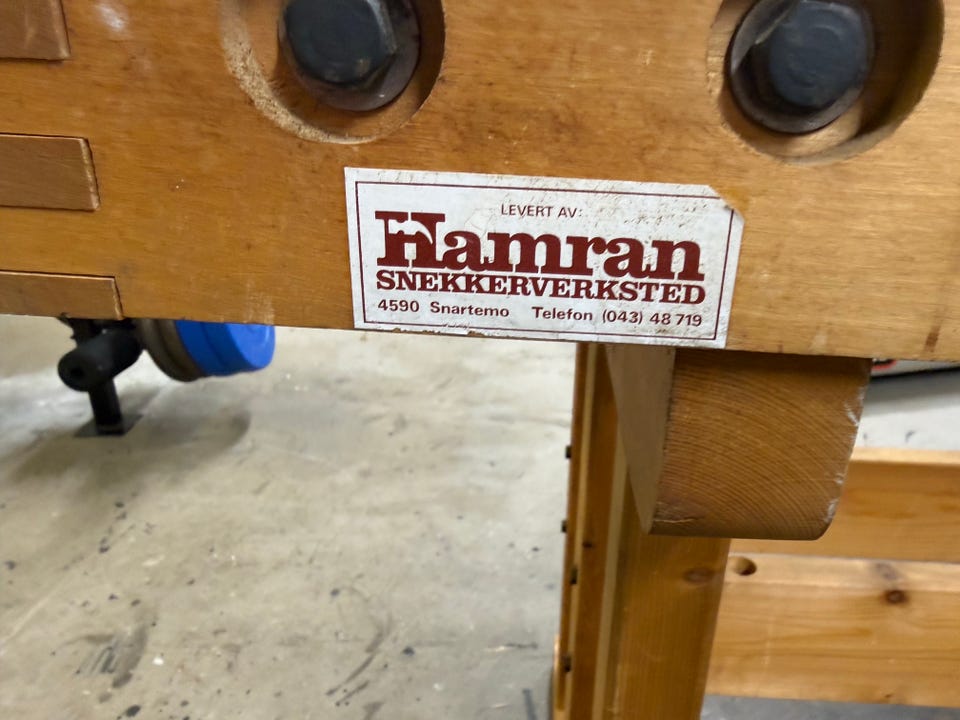 LEVERT AV:
Hamran
SNEKKERVERKSTED
4590 Snartemo Telefon (043) 48 719